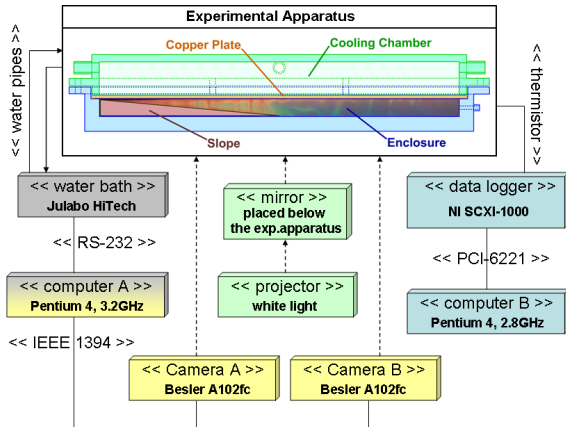 Experimental Apparatus
Copper Plate
Cooling Chamber
Slope
Enclosure
<< water pipes >>
<< thermistor >>
<< water bath >>
Julabo HiTech
<< mirror >>
placed below
the exp.apparatus
<< data logger >>
NI SCXI-1000
<< RS-232 >>
<< PCI-6221 >>
<< computer A >>
Pentium 4, 3.2GHz
<< projector >>
white light
<< computer B >>
Pentium 4, 2.8GHz
<< IEEE 1394 >>
<< Camera A >>
Besler A102fc
<< Camera B >>
Besler A102fc